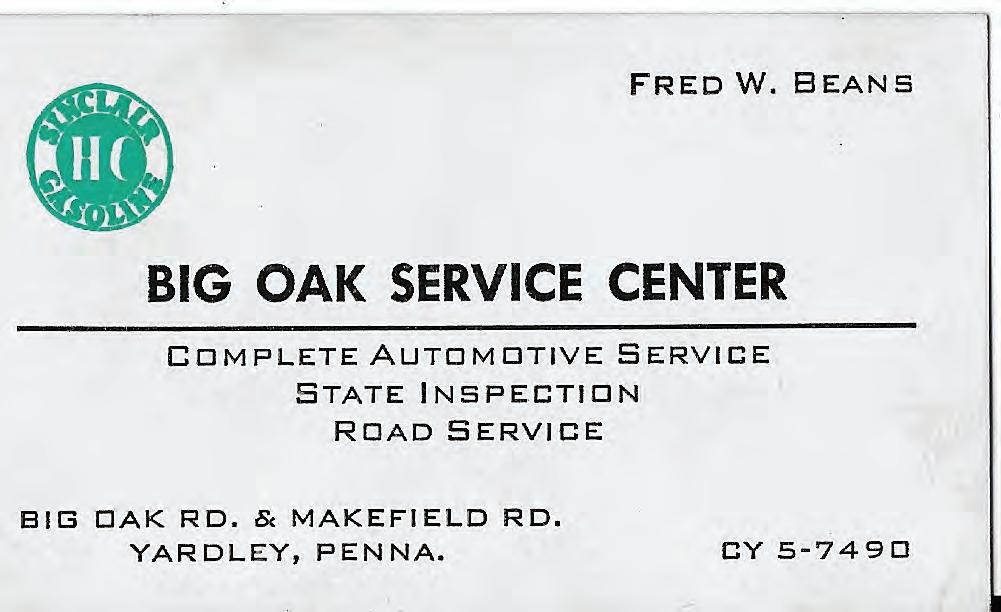 FRED W. BEANS
SINCLAIR
HC
GASOLINE
BIG OAK SERVICE CENTER
COMPLETE AUTOMOTIVE SERVICE
STATE INSPECTION
ROAD SERVICE
BIG OAK RD. & MAKEFIELD RD.
YARDLEY, PENNA.
CY 5-7490